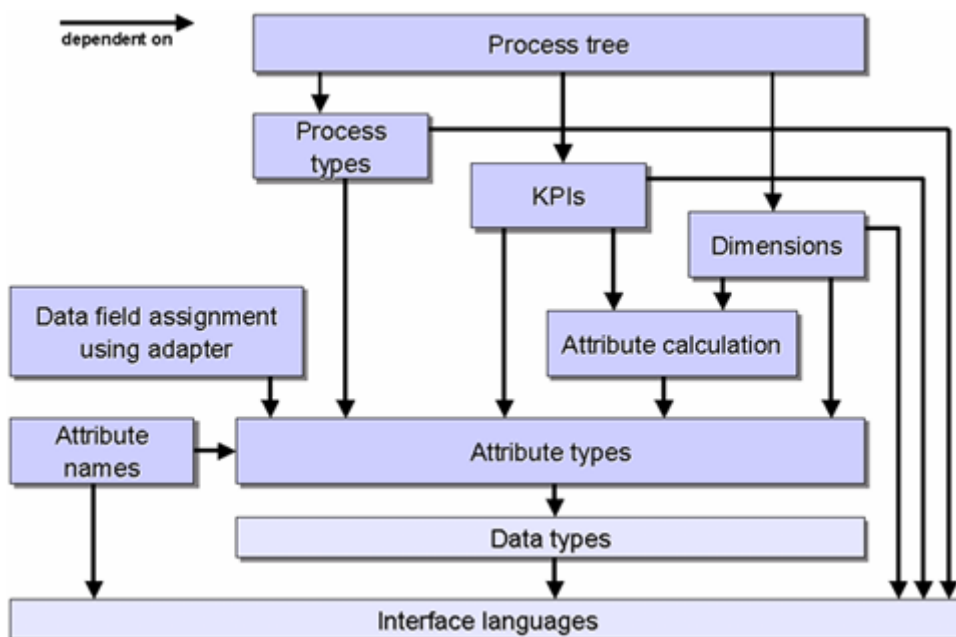 dependent on
Process tree
Process
types
KPIs
Dimensions
Data field assignment
using adapter
Attribute calculation
Attribute
names
Attribute types
Data types
Interface languages